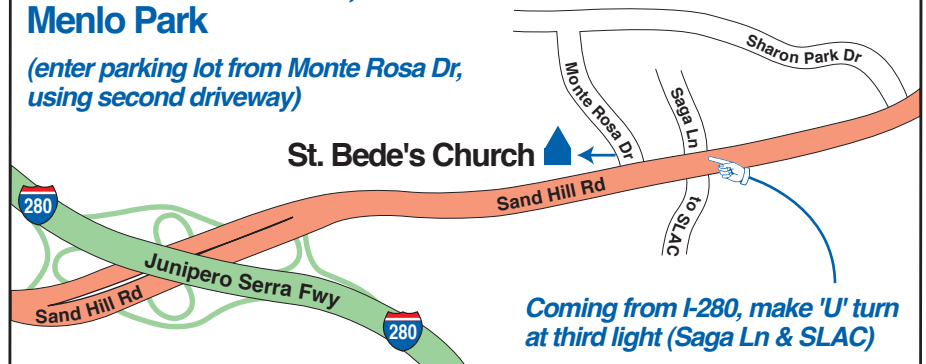 Menlo Park
(enter parking lot from Monte Rosa Dr,
using second driveway)
Sharon Park Dr
Monte Rosa Dr
Saga Ln
St. Bede's Church
Sand Hill Rd
to SLAC
280
Junipero Serra Fwy
Sand Hill Rd
280
Coming from I-280, make 'U' turn
at third light (Saga Ln & SLAC)